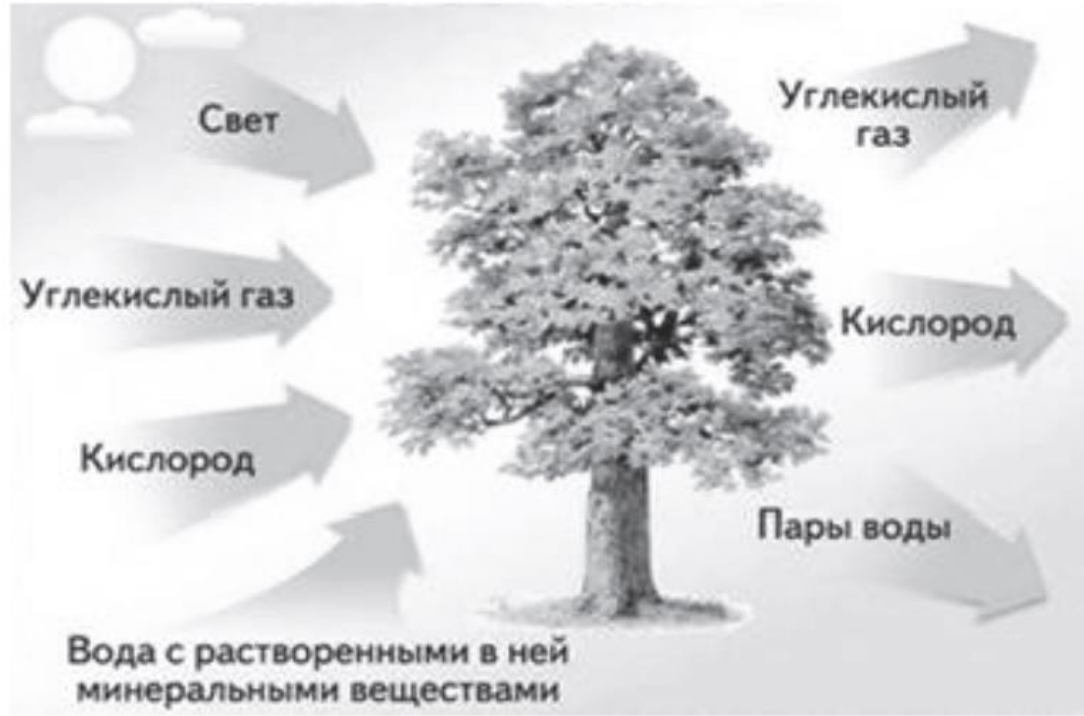 Свет
Углекислый
газ
Углекислый газ
Кислород
Кислород
Пары воды
Вода с растворенными в ней
минеральными веществами